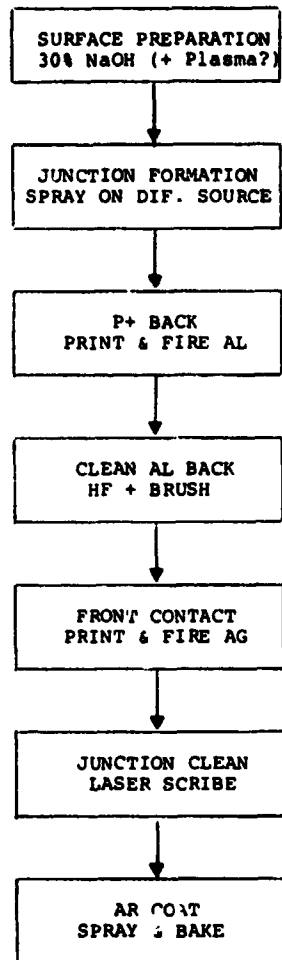 SURFACE PREPARATION
30% NaOH (+ Plasma?)
JUNCTION FORMATION
SPRAY ON DIF. SOURCE
P+ BACK
PRINT & FIRE AL
CLEAN AL BACK
HF + BRUSH
FRONT CONTACT
PRINT & FIRE AG
JUNCTION CLEAN
LASER SCRIBE
AR COAT
SPRAY & BAKE